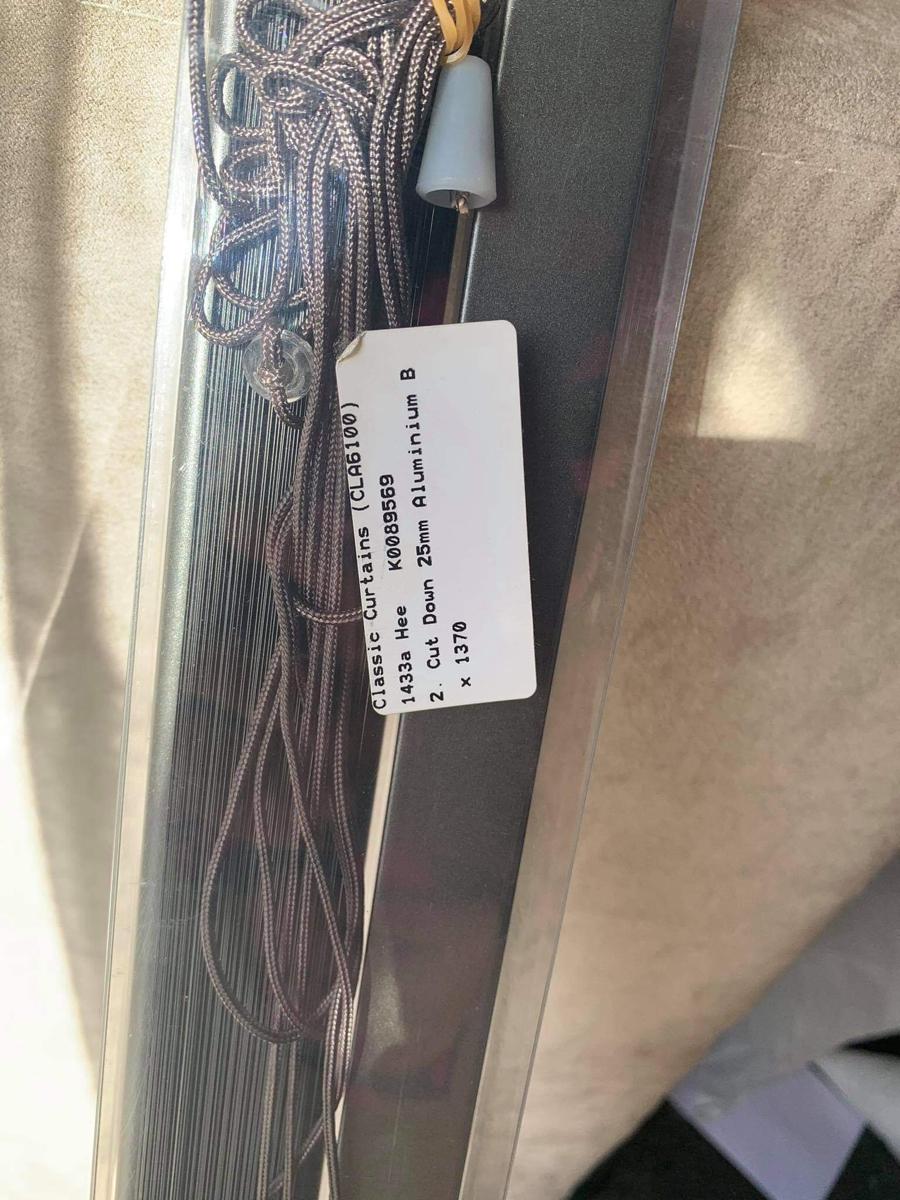 Classic Curtains (CLA6100)
1433a Hee K0089569
2. Cut Down 25mm Aluminium B
x 1370